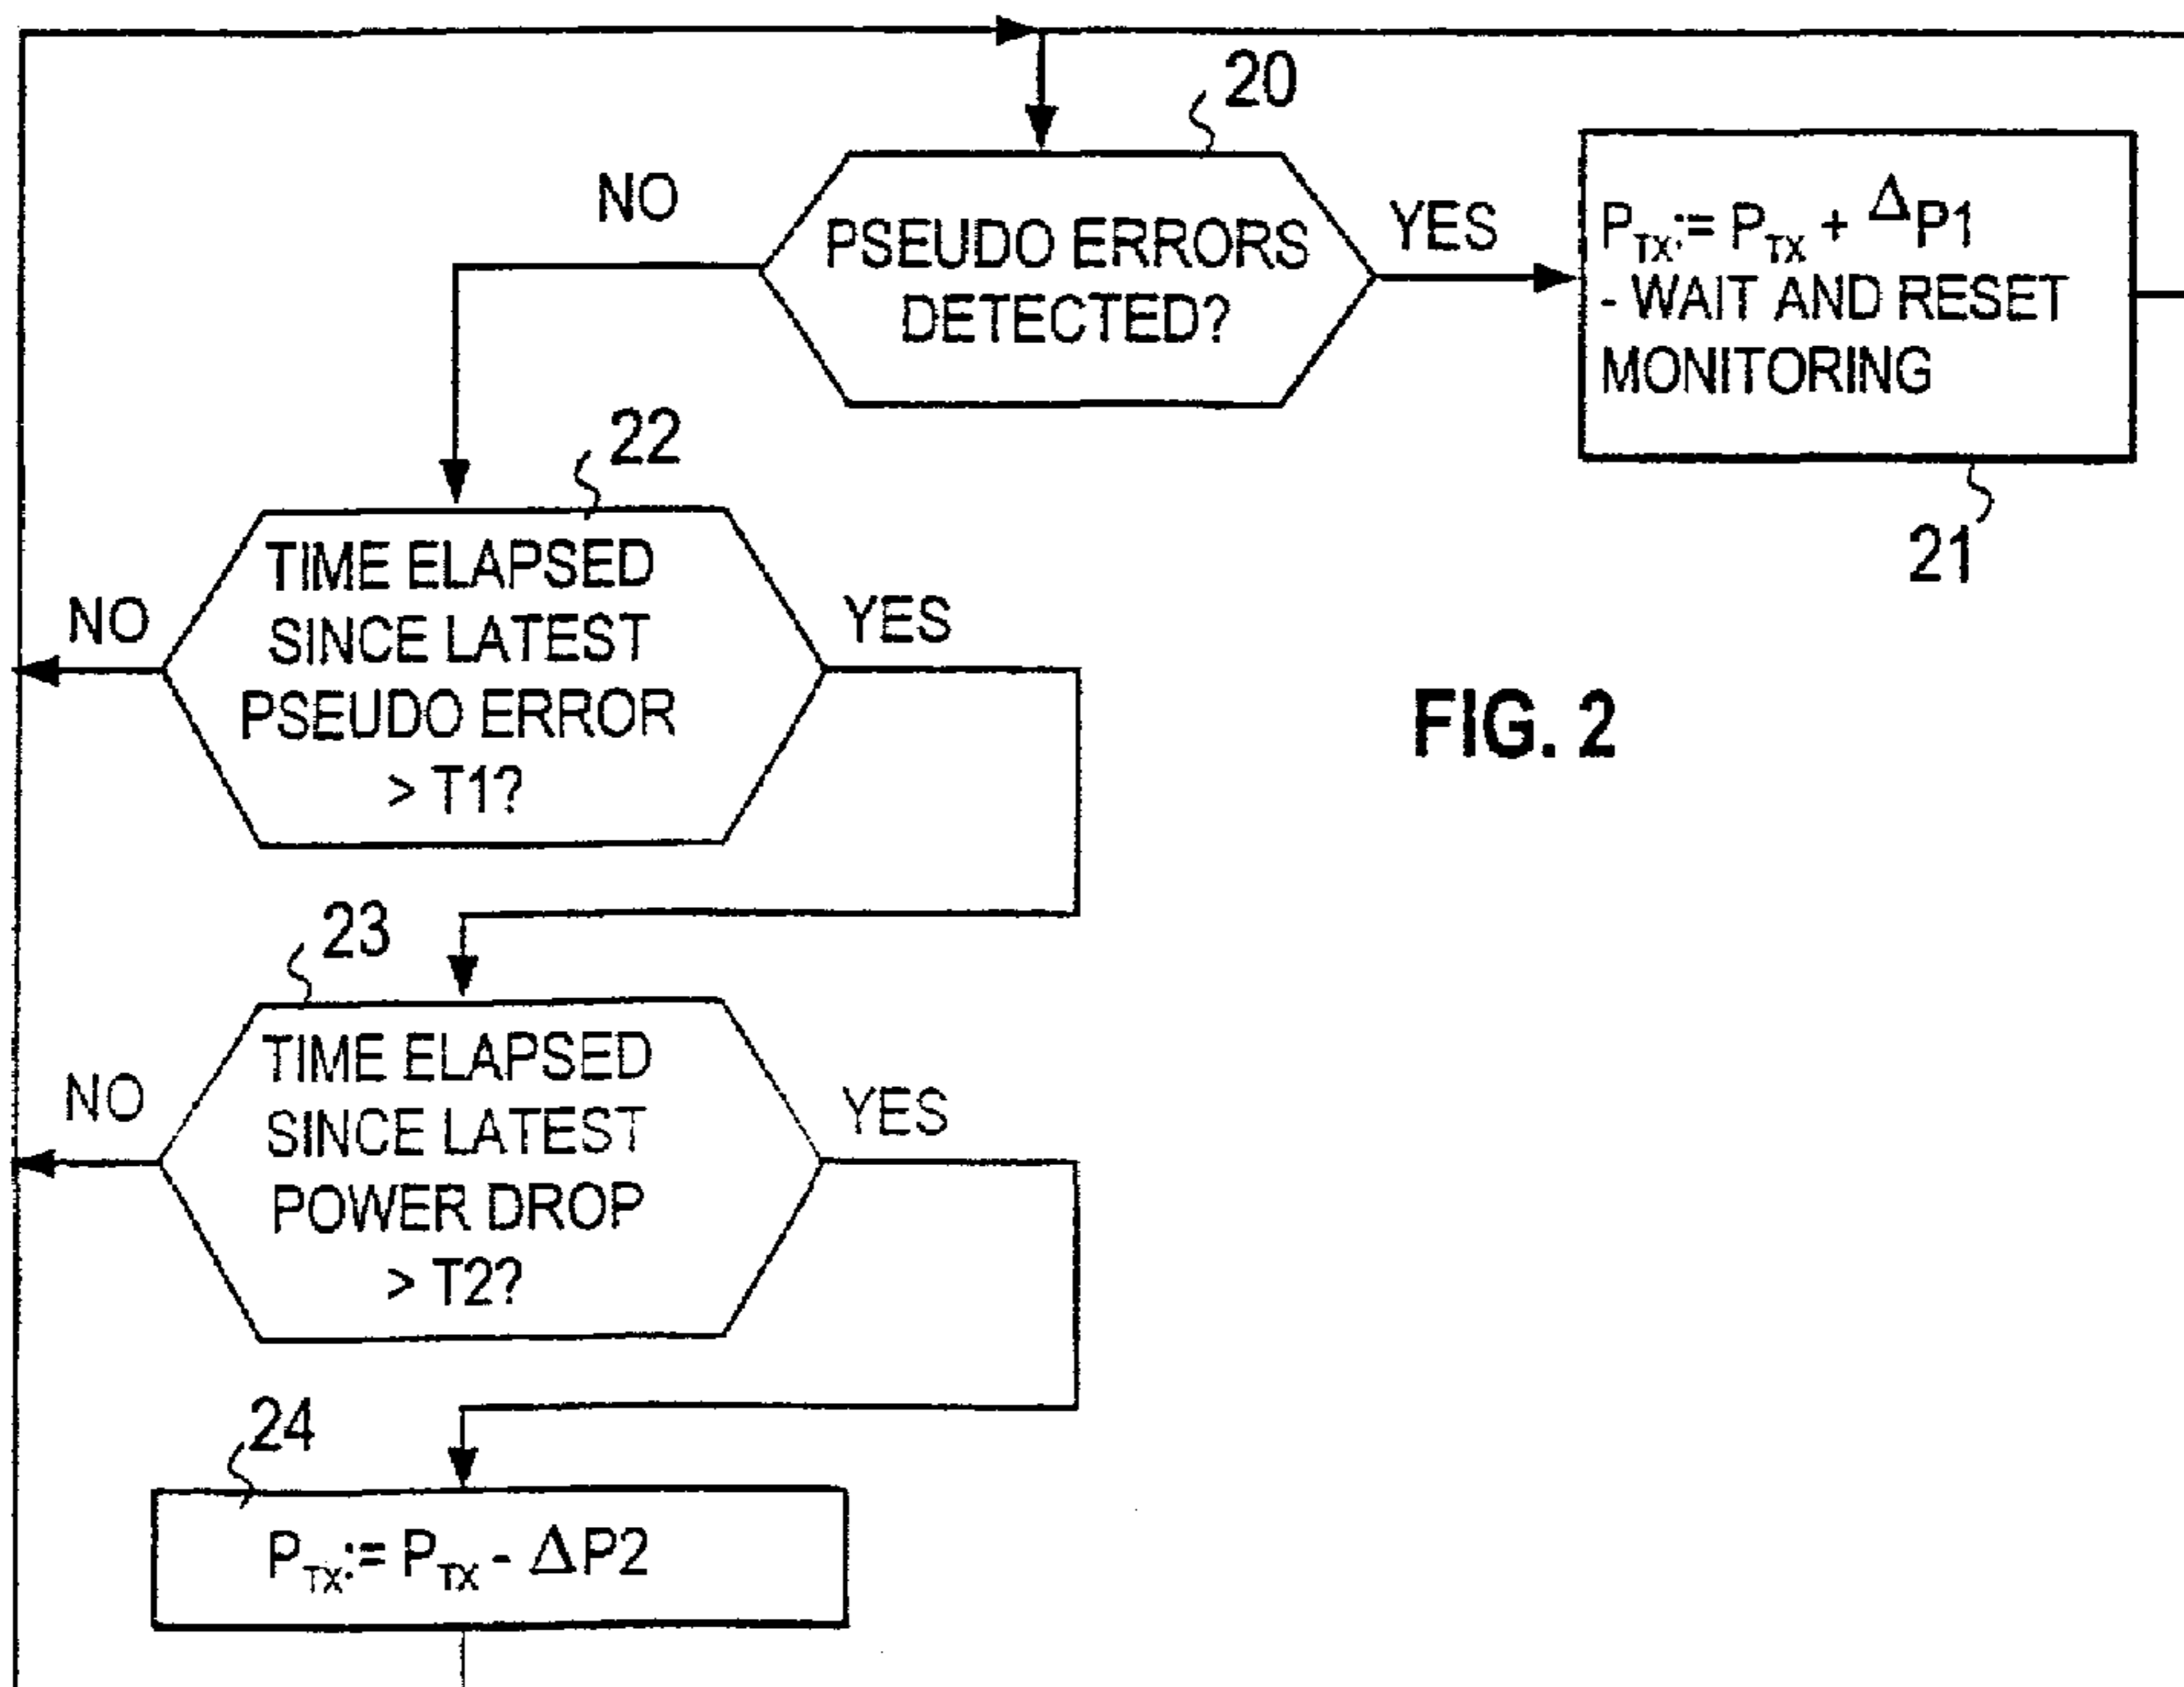 20
NO
YES
PSEUDO ERRORS
DETECTED?
P_TX:= P_TX + ΔP1
- WAIT AND RESET
MONITORING
21
22
TIME ELAPSED
SINCE LATEST
PSEUDO ERROR
> T1?
NO
YES
FIG. 2
23
TIME ELAPSED
SINCE LATEST
POWER DROP
> T2?
NO
YES
24
P_TX:= P_TX - ΔP2